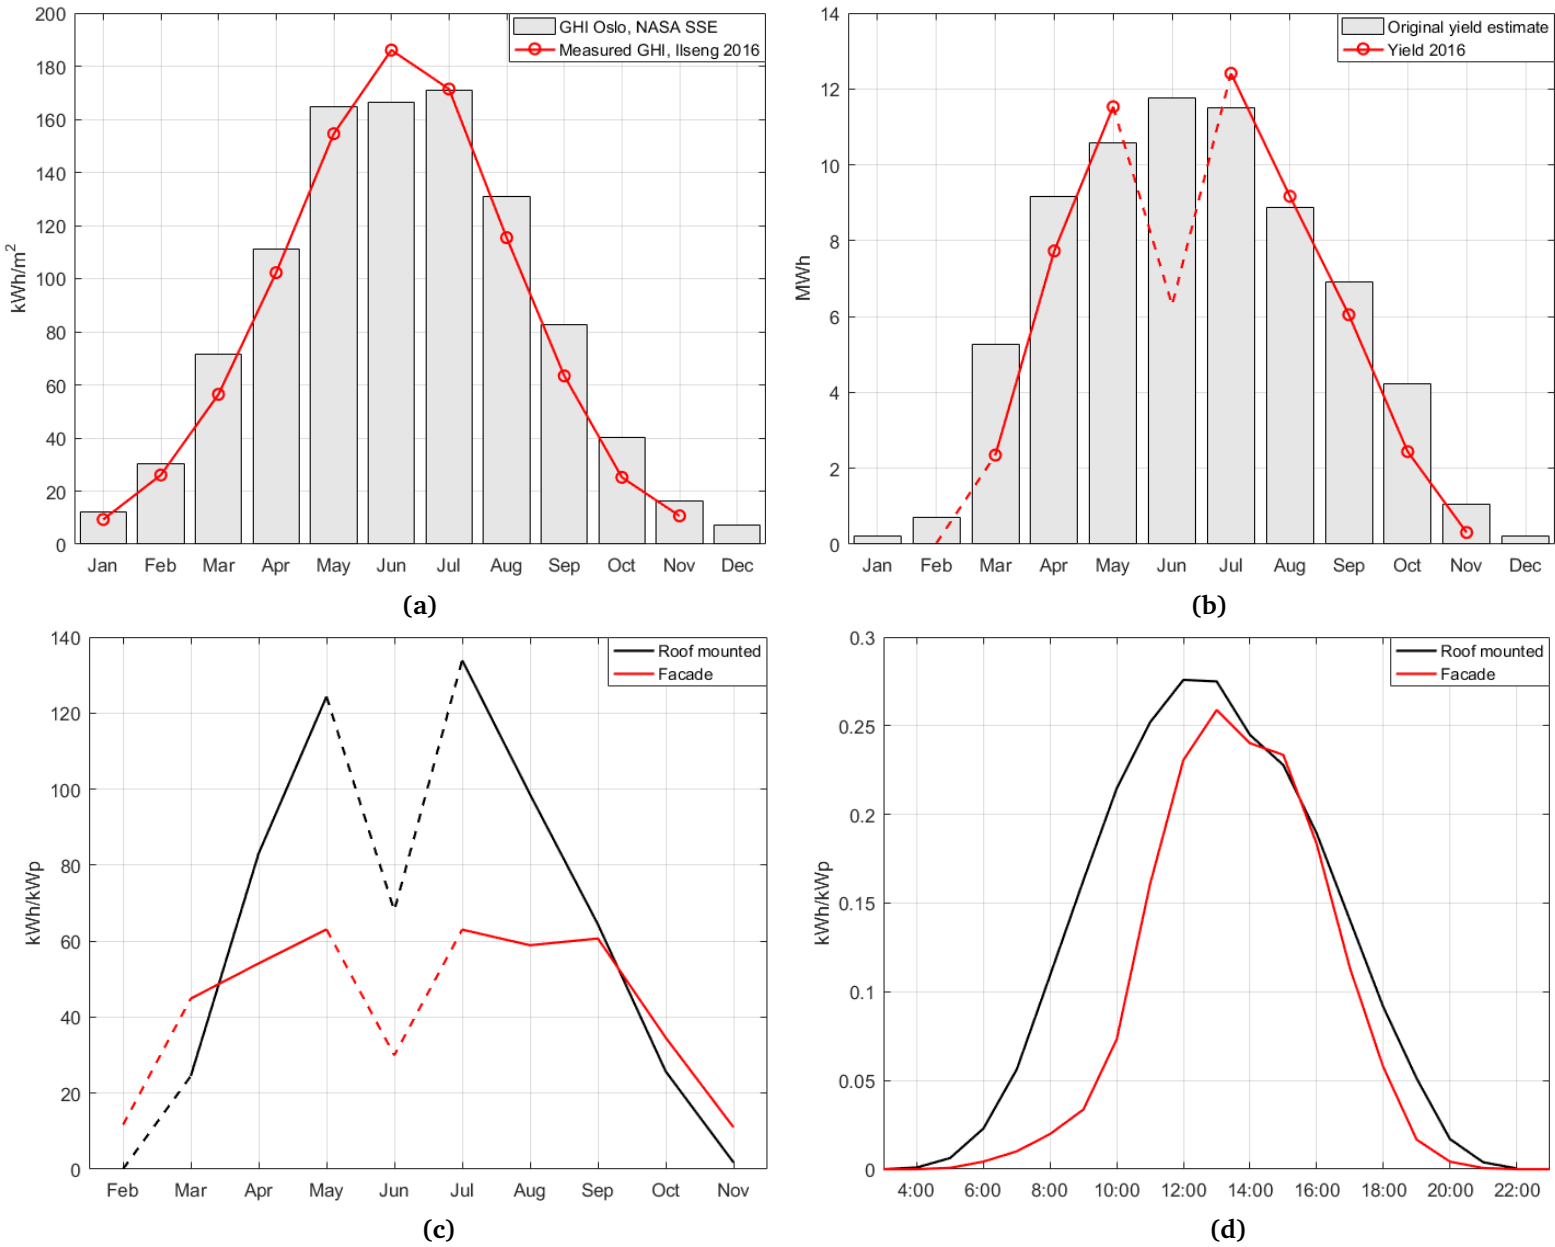 200
180
160
140
120
100
80
60
40
20
0
kWh/m2
GHI Oslo, NASA SSE
Measured GHI, Ilseng 2016
Jan Feb Mar Apr May Jun Jul Aug Sep Oct Nov Dec
(a)
14
12
10
8
6
4
2
0
MWh
Original yield estimate
Yield 2016
Jan Feb Mar Apr May Jun Jul Aug Sep Oct Nov Dec
(b)
140
120
100
80
60
40
20
0
kWh/kWp
Roof mounted
Facade
Feb Mar Apr May Jun Jul Aug Sep Oct Nov
(c)
0.3
0.25
0.2
0.15
0.1
0.05
0
kWh/kWp
Roof mounted
Facade
4:00 6:00 8:00 10:00 12:00 14:00 16:00 18:00 20:00 22:00
(d)